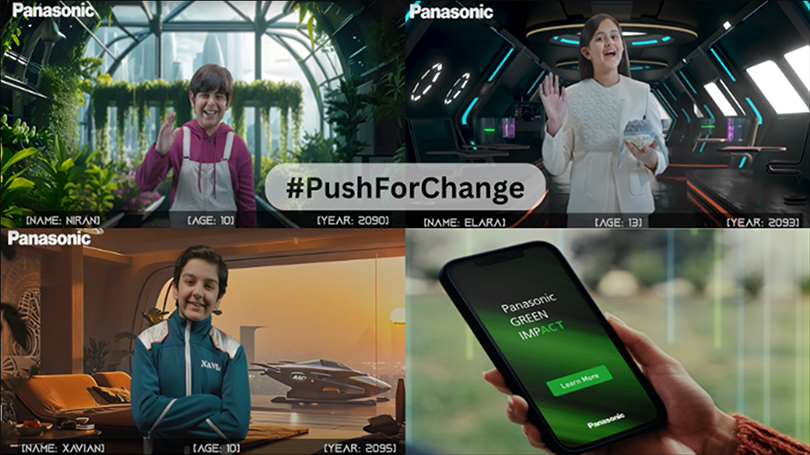 Panasonic
Panasonic
#PushForChange
[NAME: NIRAN] [AGE: 10] [YEAR: 2090]
[NAME: ELARA] [AGE: 13] [YEAR: 2093]
Panasonic
XAVI
[NAME: XAVIAN] [AGE: 10] [YEAR: 2095]
Panasonic
GREEN
IMPACT
Learn More
Panasonic